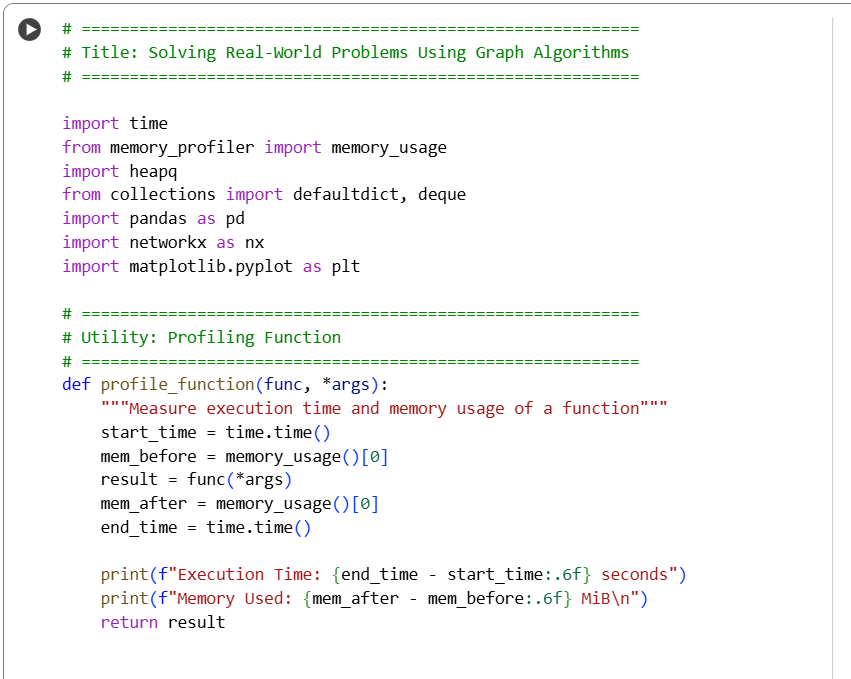 # ==========================================================
# Title: Solving Real-World Problems Using Graph Algorithms
# ==========================================================
import time
from memory_profiler import memory_usage
import heapq
from collections import defaultdict, deque
import pandas as pd
import networkx as nx
import matplotlib.pyplot as plt
# ==========================================================
# Utility: Profiling Function
# ==========================================================
def profile_function(func, *args):
    """Measure execution time and memory usage of a function"""
    start_time = time.time()
    mem_before = memory_usage()[0]
    result = func(*args)
    mem_after = memory_usage()[0]
    end_time = time.time()
    print(f"Execution Time: {end_time - start_time:.6f} seconds")
    print(f"Memory Used: {mem_after - mem_before:.6f} MiB\n")
    return result